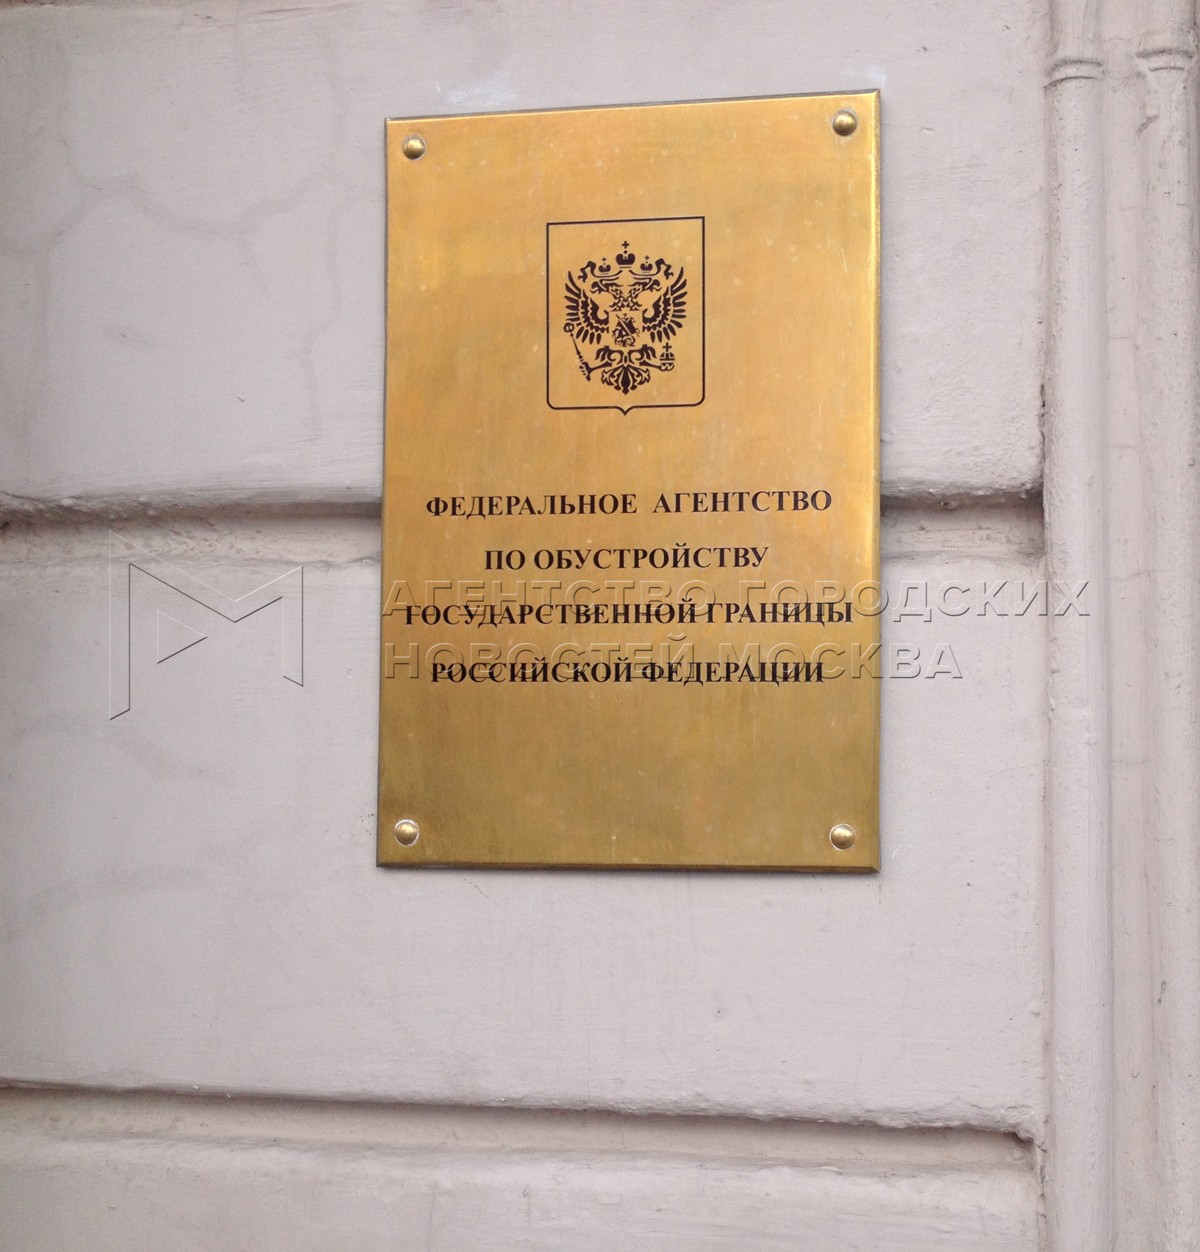 ФЕДЕРАЛЬНОЕ АГЕНТСТВО
ПО ОБУСТРОЙСТВУ
ГОСУДАРСТВЕННОЙ ГРАНИЦЫ
РОССИЙСКОЙ ФЕДЕРАЦИИ
АГЕНТСТВО ГОРОДСКИХ
НОВОСТЕЙ МОСКВА